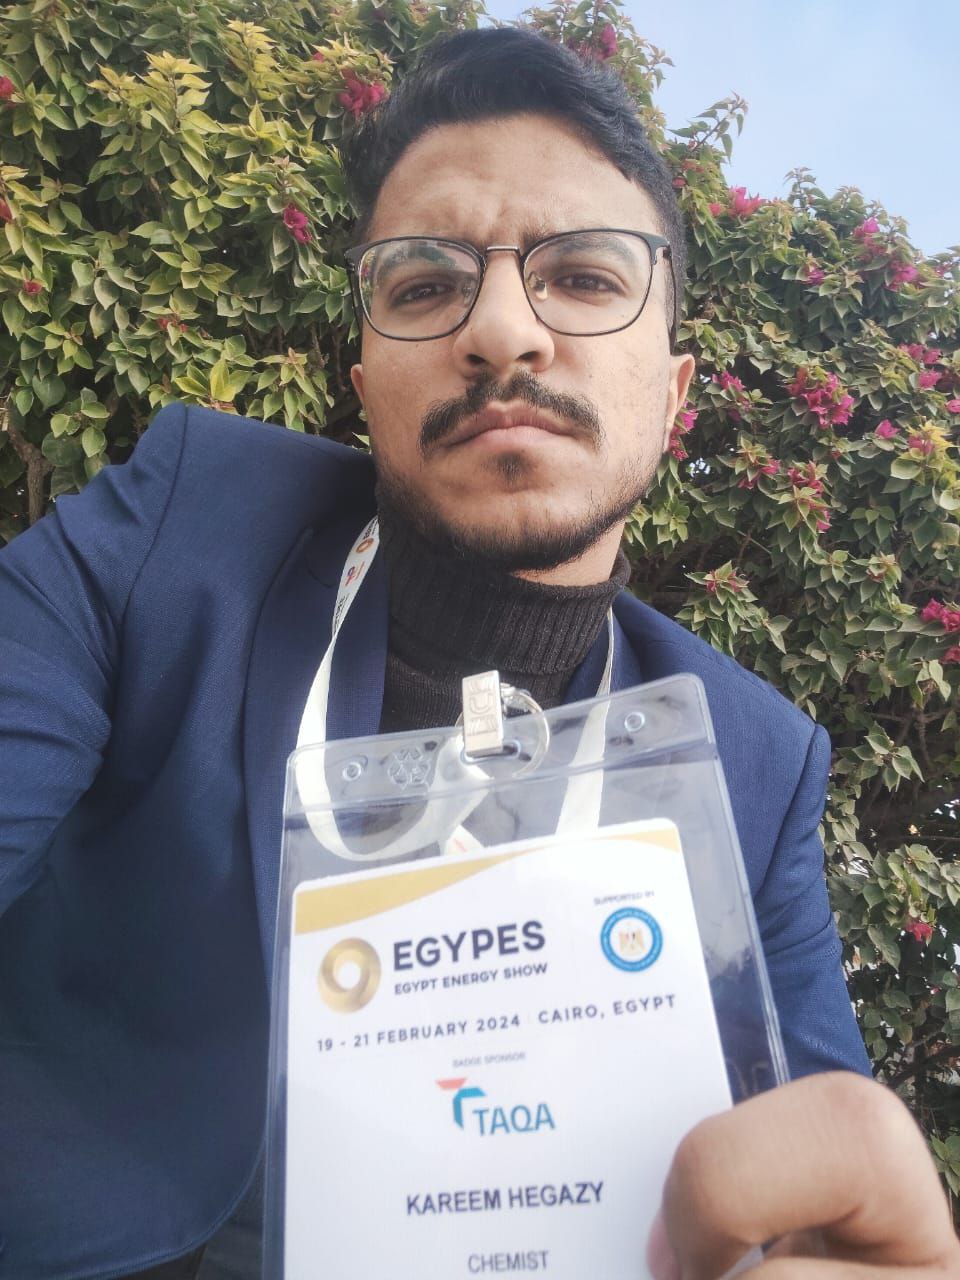 SUPPORTED BY
EGYPES
EGYPT ENERGY SHOW
19 - 21 FEBRUARY 2024 | CAIRO, EGYPT
BADGE SPONSOR
TAQA
KAREEM HEGAZY
CHEMIST